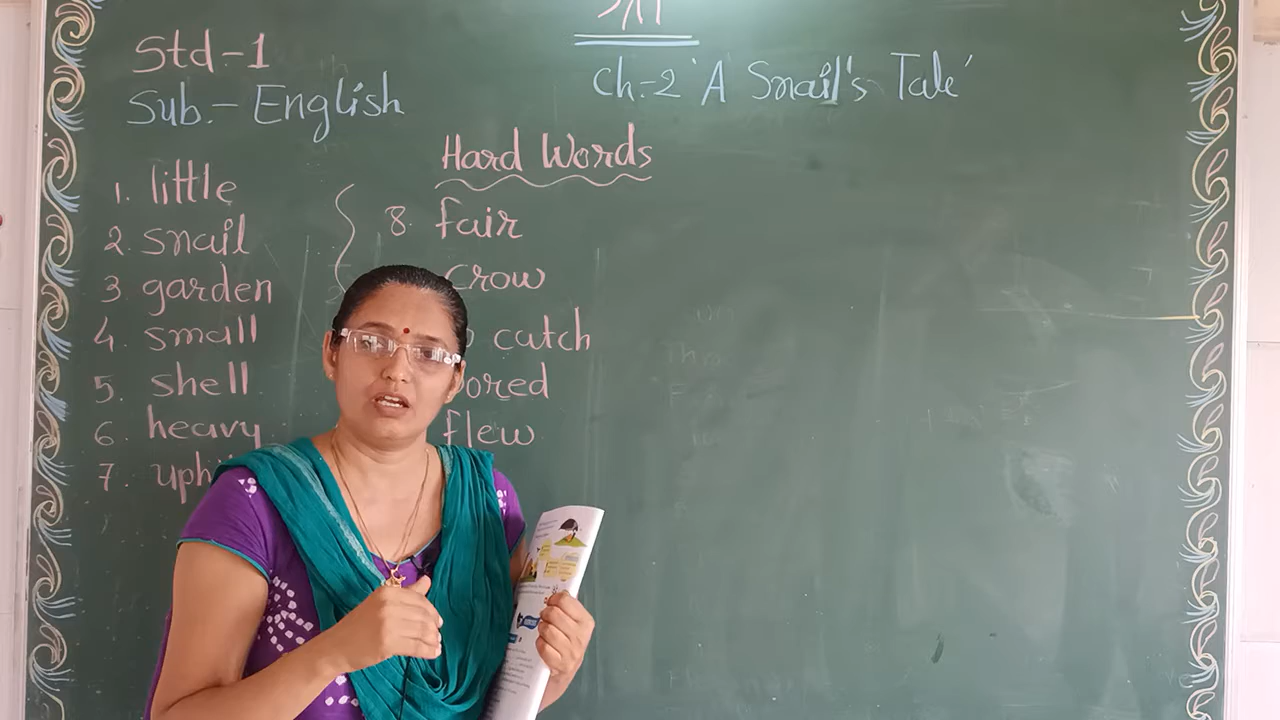 Std-1
Sub.- English
Ch.-2 'A Snail's Tale'
Hard Words
1. little
2. snail
3. garden
4. small
5. shell
6. heavy
7.
8. fair
crow
catch
flew